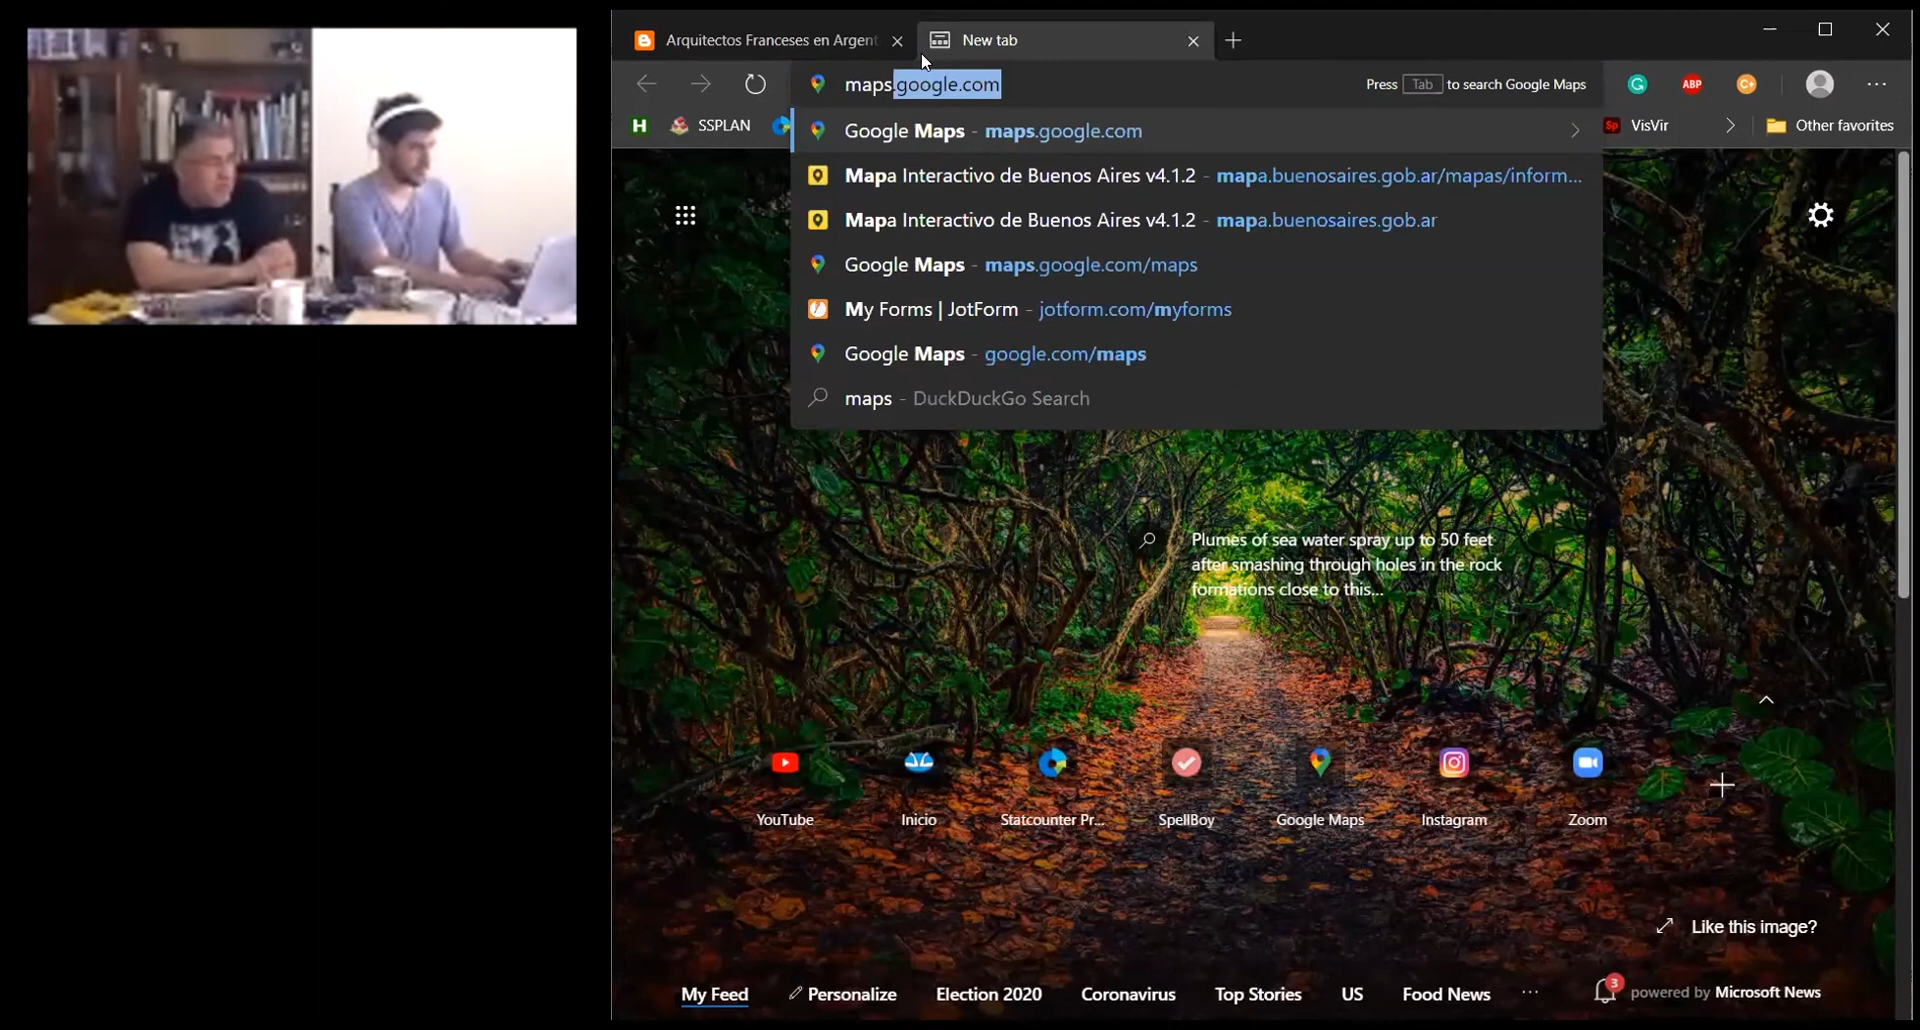 Arquitectos Franceses en Argent
New tab
maps.google.com
Press Tab to search Google Maps
ABP
C+
H
SSPLAN
Sp VisVir
Other favorites
Google Maps - maps.google.com
Mapa Interactivo de Buenos Aires v4.1.2 - mapa.buenosaires.gob.ar/mapas/inform...
Mapa Interactivo de Buenos Aires v4.1.2 - mapa.buenosaires.gob.ar
Google Maps - maps.google.com/maps
My Forms | JotForm - jotform.com/myforms
Google Maps - google.com/maps
maps - DuckDuckGo Search
Plumes of sea water spray up to 50 feet
after smashing through holes in the rock
formations close to this...
YouTube
Inicio
Statcounter Pr...
SpellBoy
Google Maps
Instagram
Zoom
Like this image?
My Feed
Personalize
Election 2020
Coronavirus
Top Stories
US
Food News
...
3
powered by Microsoft News